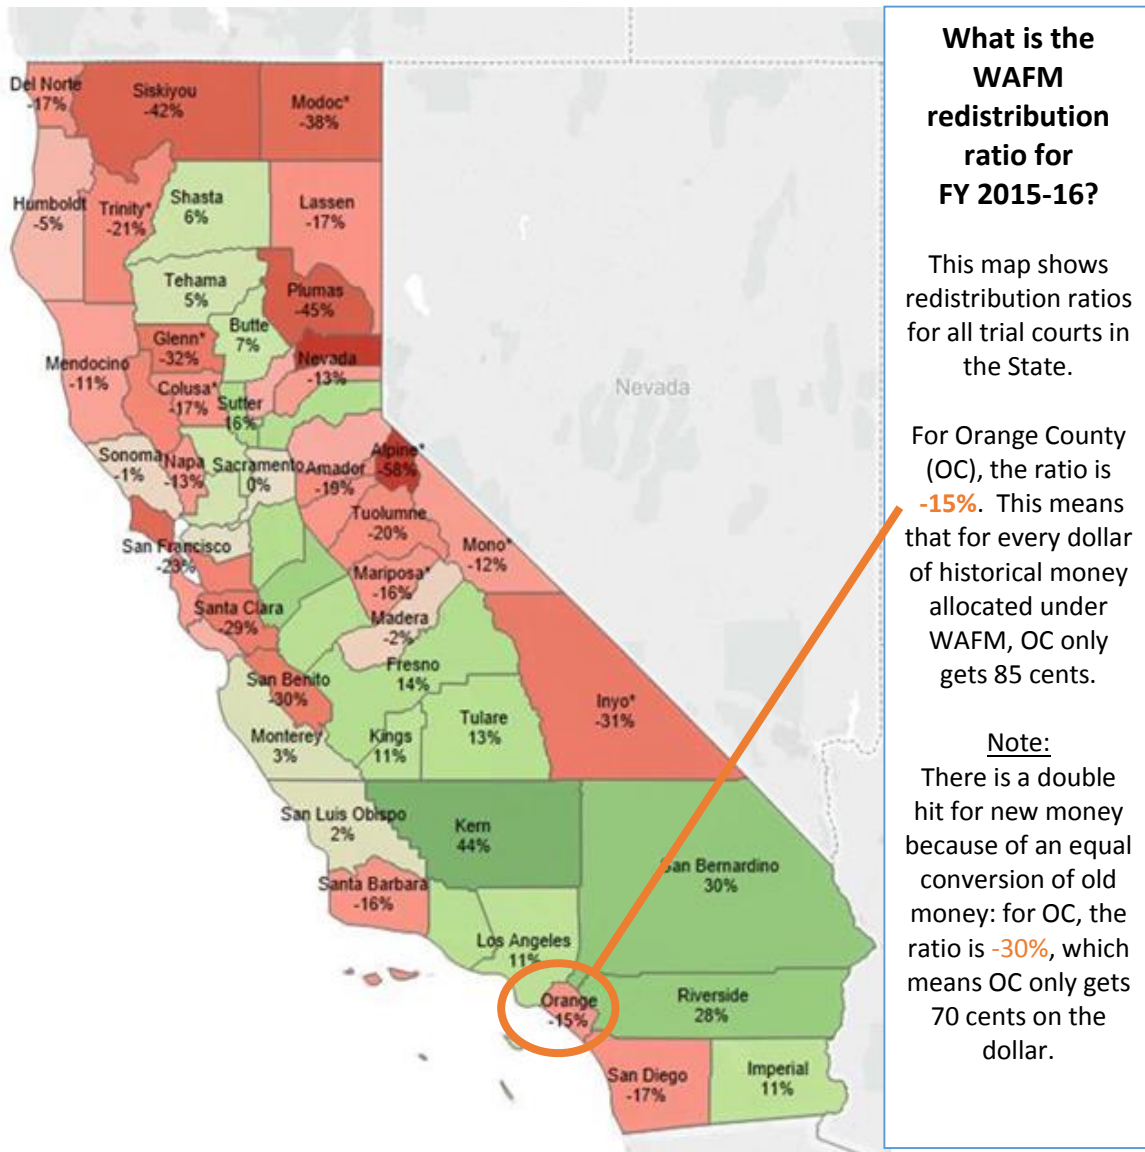 Del Norte
-17%
Siskiyou
-42%
Modoc*
-38%
Humboldt
-5%
Trinity*
-21%
Shasta
6%
Lassen
-17%
Tehama
5%
Plumas
-45%
Butte
7%
Glenn*
-32%
Mendocino
-11%
Nevada
-13%
Colusa*
-17%
Sutter
16%
Sonoma
-1%
Napa
-13%
Sacramento
0%
Amador
-19%
Alpine*
-58%
Tuolumne
-20%
Mono*
-12%
San Francisco
-23%
Mariposa*
-16%
Santa Clara
-29%
Madera
-2%
Fresno
14%
San Benito
-30%
Inyo*
-31%
Monterey
3%
Kings
11%
Tulare
13%
San Luis Obispo
2%
Kern
44%
San Bernardino
30%
Santa Barbara
-16%
Los Angeles
11%
Orange
-15%
Riverside
28%
San Diego
-17%
Imperial
11%
Nevada
What is the
WAFM
redistribution
ratio for
FY 2015-16?
This map shows
redistribution ratios
for all trial courts in
the State.
For Orange County
(OC), the ratio is
-15%. This means
that for every dollar
of historical money
allocated under
WAFM, OC only
gets 85 cents.
Note:
There is a double
hit for new money
because of an equal
conversion of old
money: for OC, the
ratio is -30%, which
means OC only gets
70 cents on the
dollar.